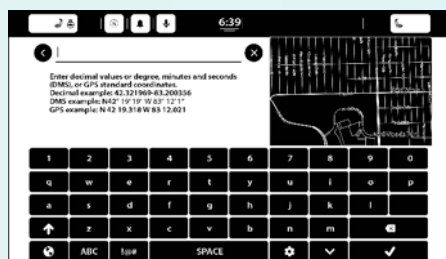 6:39
Enter decimal values or degree, minutes and seconds
(DMS), or GPS standard coordinates.
Decimal example: 42.321969-83.200356
DMS example: N42° 19'19" W 83° 12'1"
GPS example: N 42 19.318 W 83 12.021
1 2 3 4 5 6 7 8 9 0
q w e r t y u i o p
a s d f g h j k l
z x c v b n m
ABC !@# SPACE